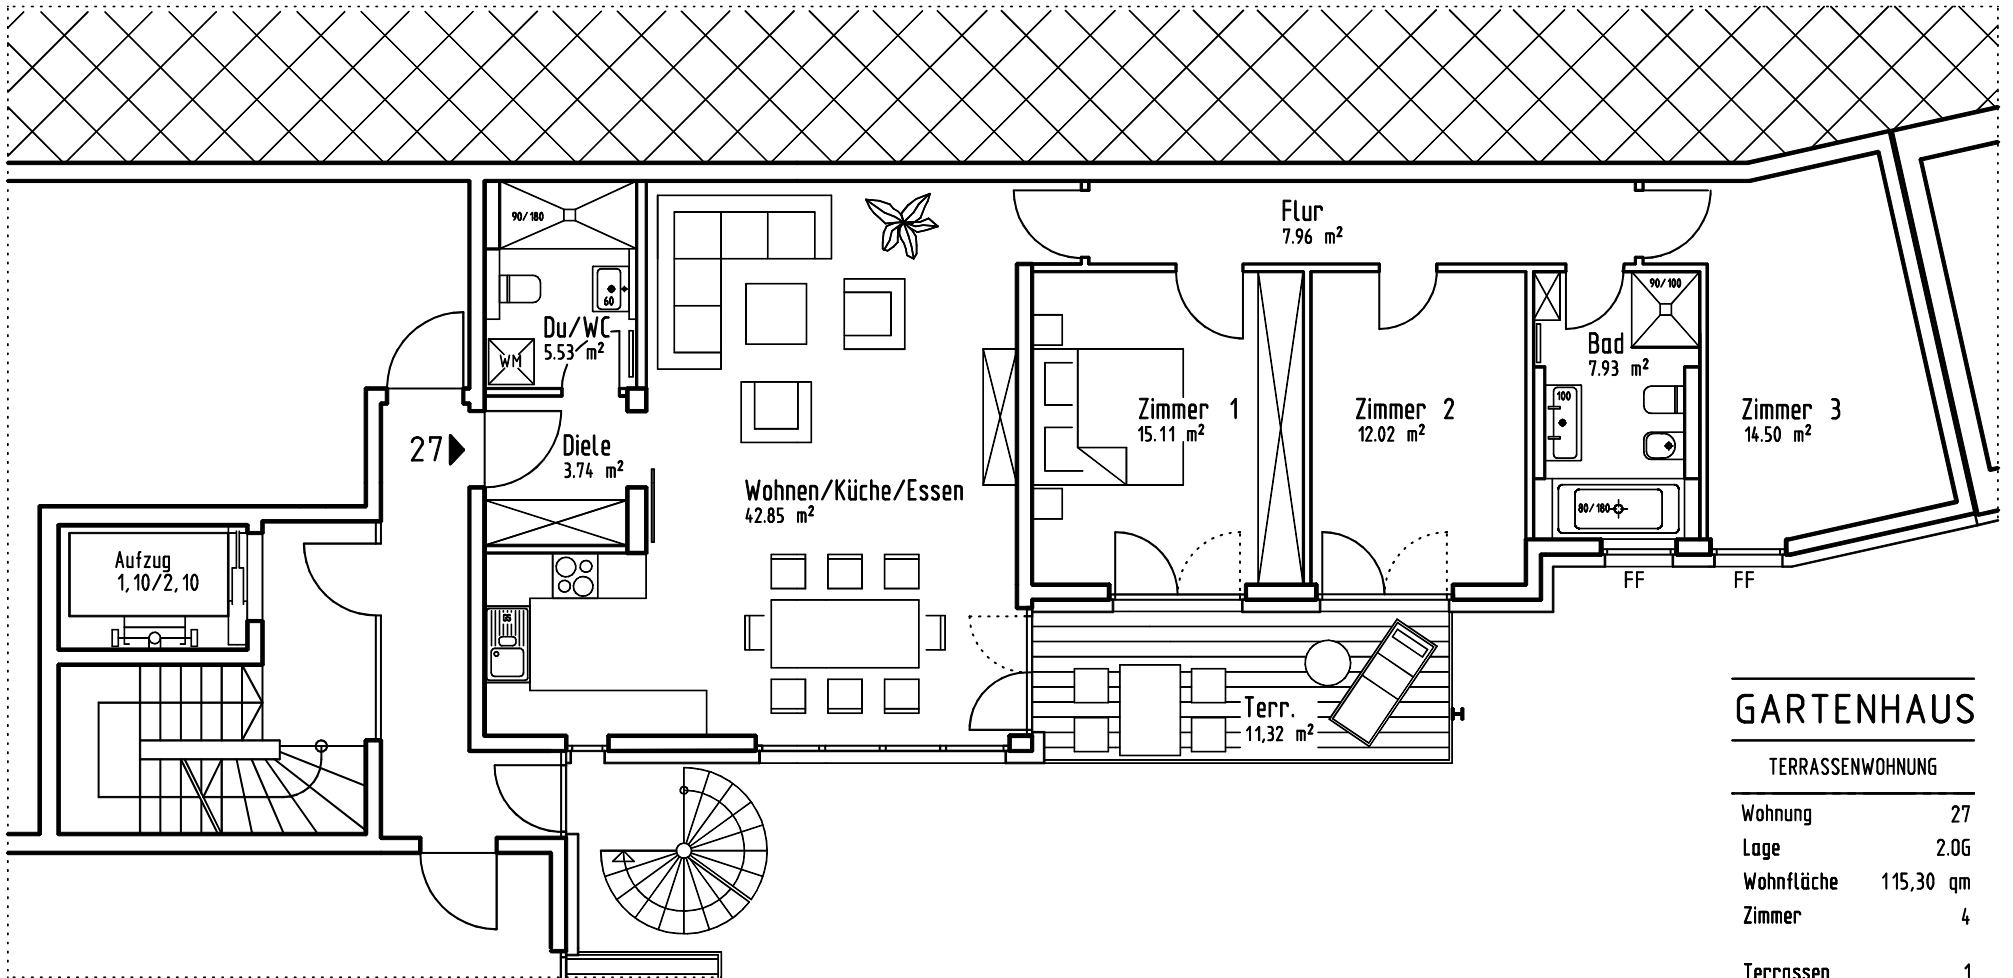 90/180
60
Du/WC
5.53 m²
WM
Flur
7.96 m²
90/100
Bad
7.93 m²
100
80/180
Zimmer 1
15.11 m²
Zimmer 2
12.02 m²
Zimmer 3
14.50 m²
27
Diele
3.74 m²
Wohnen/Küche/Essen
42.85 m²
Aufzug
1,10/2,10
GS
FF
FF
Terr.
11,32 m²
GARTENHAUS
TERRASSENWOHNUNG
Wohnung 27
Lage 2.OG
Wohnfläche 115,30 qm
Zimmer 4
Terrassen 1